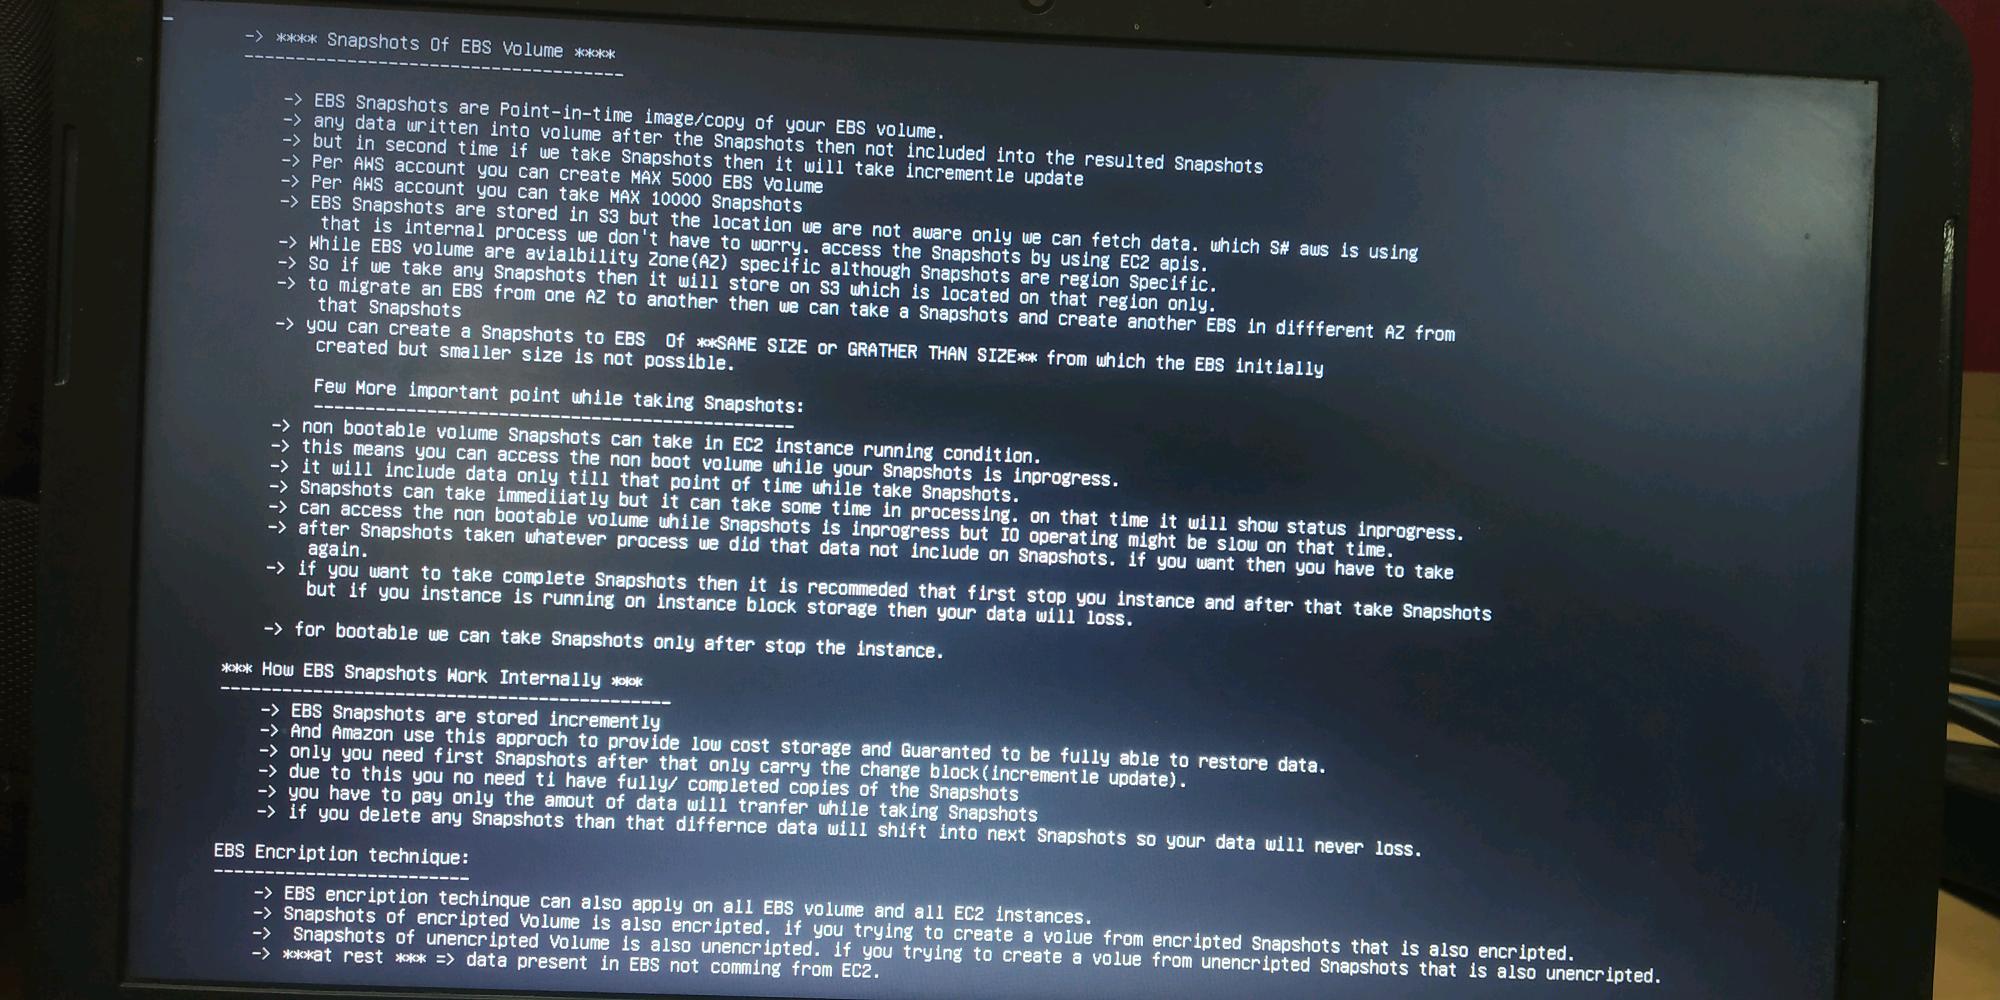 -> **** Snapshots Of EBS Volume ****
-------------------------------------
-> EBS Snapshots are Point-in-time image/copy of your EBS volume.
-> any data written into volume after the Snapshots then not included into the resulted Snapshots
-> but in second time if we take Snapshots then it will take incrementle update
-> Per AWS account you can create MAX 5000 EBS Volume
-> Per AWS account you can take MAX 10000 Snapshots
-> EBS Snapshots are stored in S3 but the location we are not aware only we can fetch data. which S# aws is using
that is internal process we don't have to worry. access the Snapshots by using EC2 apis.
-> While EBS volume are avialbility Zone(AZ) specific although Snapshots are region Specific.
-> So if we take any Snapshots then it will store on S3 which is located on that region only.
-> to migrate an EBS from one AZ to another then we can take a Snapshots and create another EBS in diffferent AZ from
that Snapshots
-> you can create a Snapshots to EBS  Of **SAME SIZE or GRATHER THAN SIZE** from which the EBS initially
created but smaller size is not possible.
Few More important point while taking Snapshots:
-----------------------------------------------
-> non bootable volume Snapshots can take in EC2 instance running condition.
-> this means you can access the non boot volume while your Snapshots is inprogress.
-> it will include data only till that point of time while take Snapshots.
-> Snapshots can take immediiatly but it can take some time in processing. on that time it will show status inprogress.
-> can access the non bootable volume while Snapshots is inprogress but IO operating might be slow on that time.
-> after Snapshots taken whatever process we did that data not include on Snapshots. if you want then you have to take
again.
-> if you want to take complete Snapshots then it is recommeded that first stop you instance and after that take Snapshots
but if you instance is running on instance block storage then your data will loss.
-> for bootable we can take Snapshots only after stop the instance.
*** How EBS Snapshots Work Internally ***
--------------------------------------------
-> EBS Snapshots are stored incremently
-> And Amazon use this approch to provide low cost storage and Guaranted to be fully able to restore data.
-> only you need first Snapshots after that only carry the change block(incrementle update).
-> due to this you no need ti have fully/ completed copies of the Snapshots
-> you have to pay only the amout of data will tranfer while taking Snapshots
-> if you delete any Snapshots than that differnce data will shift into next Snapshots so your data will never loss.
EBS Encription technique:
-------------------------
-> EBS encription techinque can also apply on all EBS volume and all EC2 instances.
-> Snapshots of encripted Volume is also encripted. if you trying to create a volue from encripted Snapshots that is also encripted.
->  Snapshots of unencripted Volume is also unencripted. if you trying to create a volue from unencripted Snapshots that is also unencripted.
-> ***at rest *** => data present in EBS not comming from EC2.